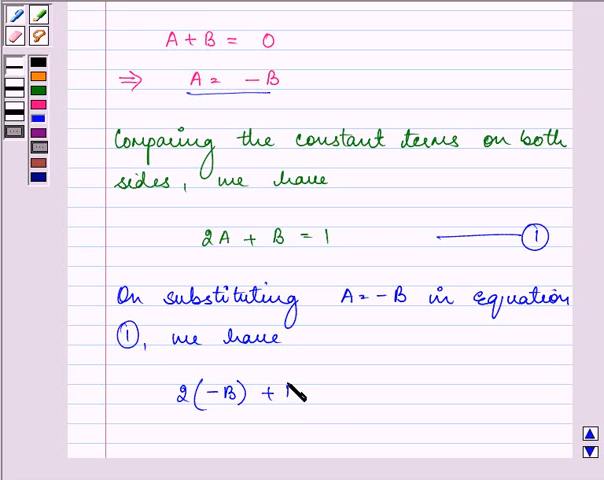 A + B = 0
⇒ A = - B
Comparing the constant terms on both
sides, we have
2A + B = 1 ①
On substituting A = - B in equation
①, we have
2(-B) +